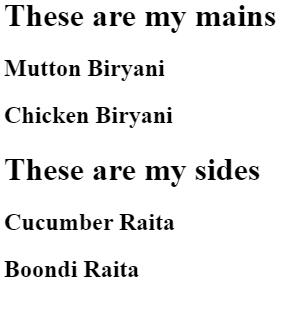 These are my mains
Mutton Biryani
Chicken Biryani
These are my sides
Cucumber Raita
Boondi Raita